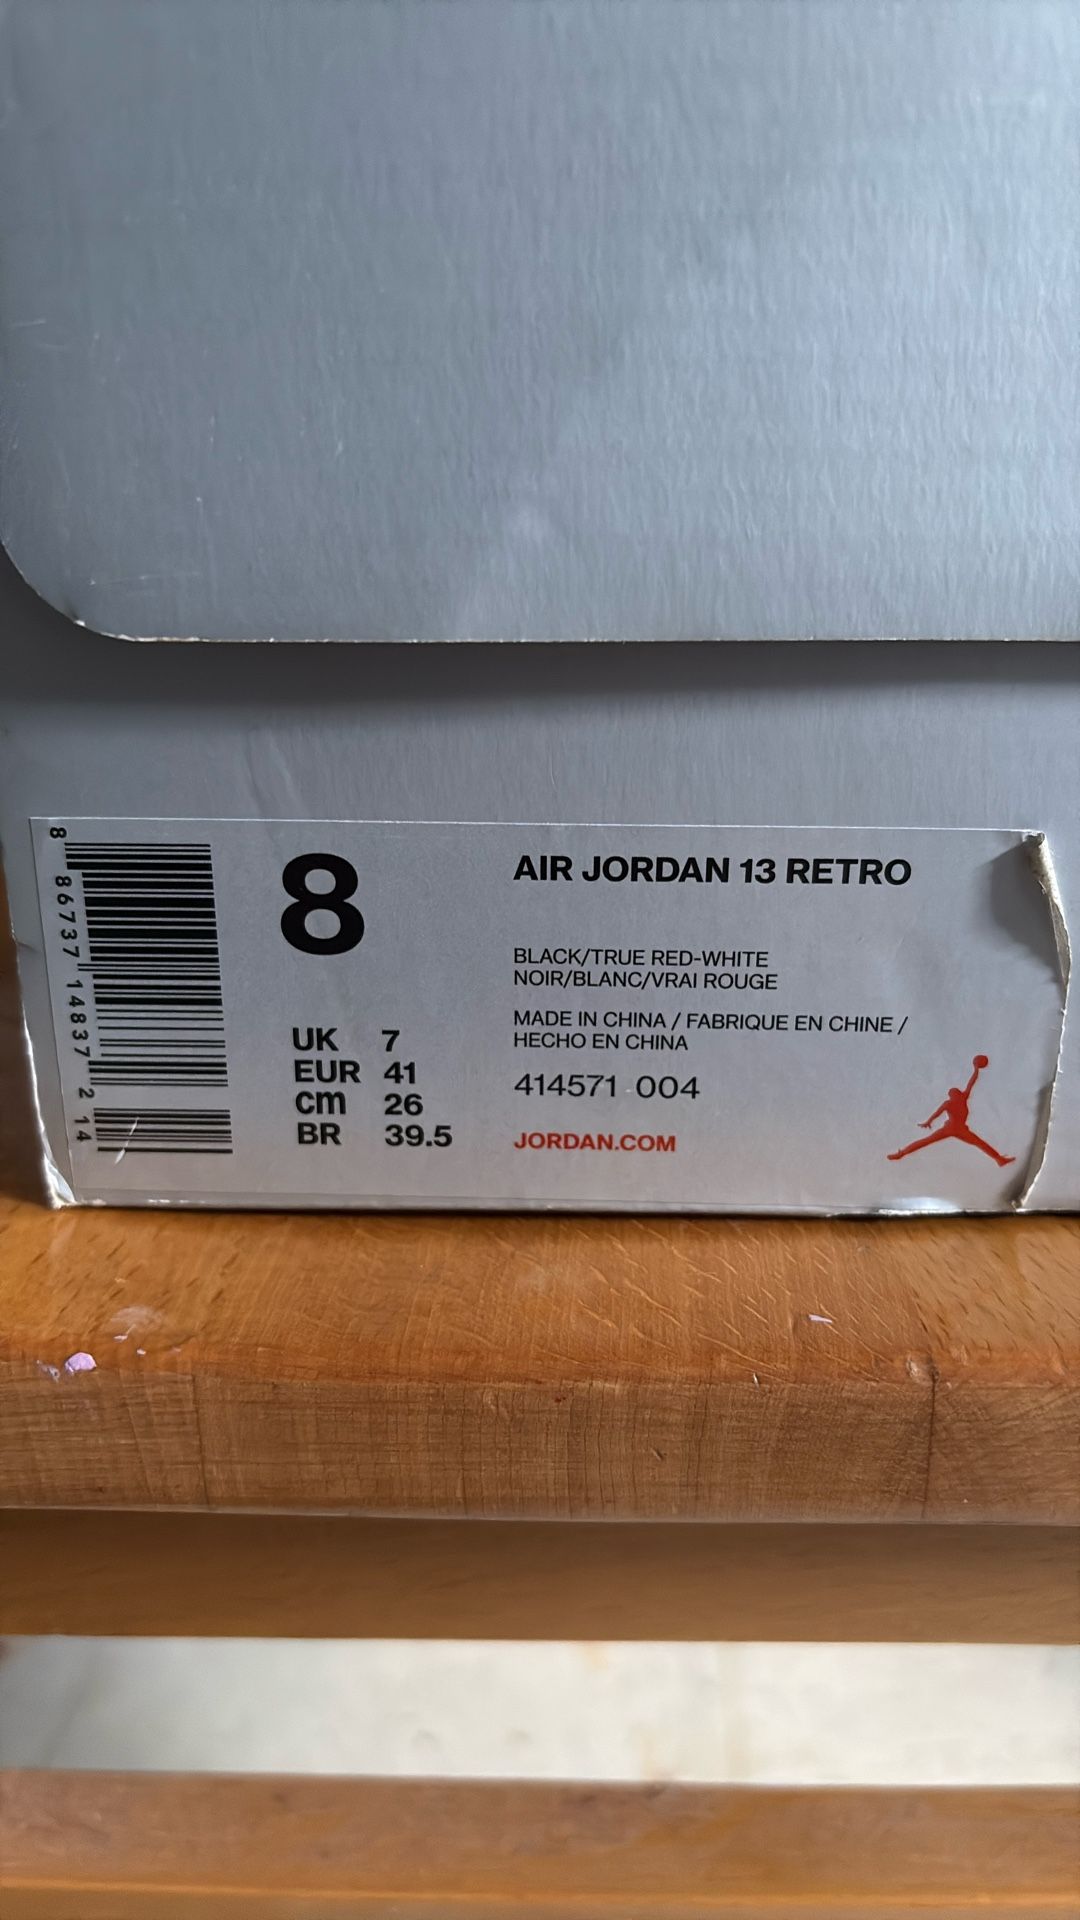 8 86737 14837 2 14
8
UK 7
EUR 41
cm 26
BR 39.5
AIR JORDAN 13 RETRO
BLACK/TRUE RED-WHITE
NOIR/BLANC/VRAI ROUGE
MADE IN CHINA / FABRIQUE EN CHINE /
HECHO EN CHINA
414571 004
JORDAN.COM